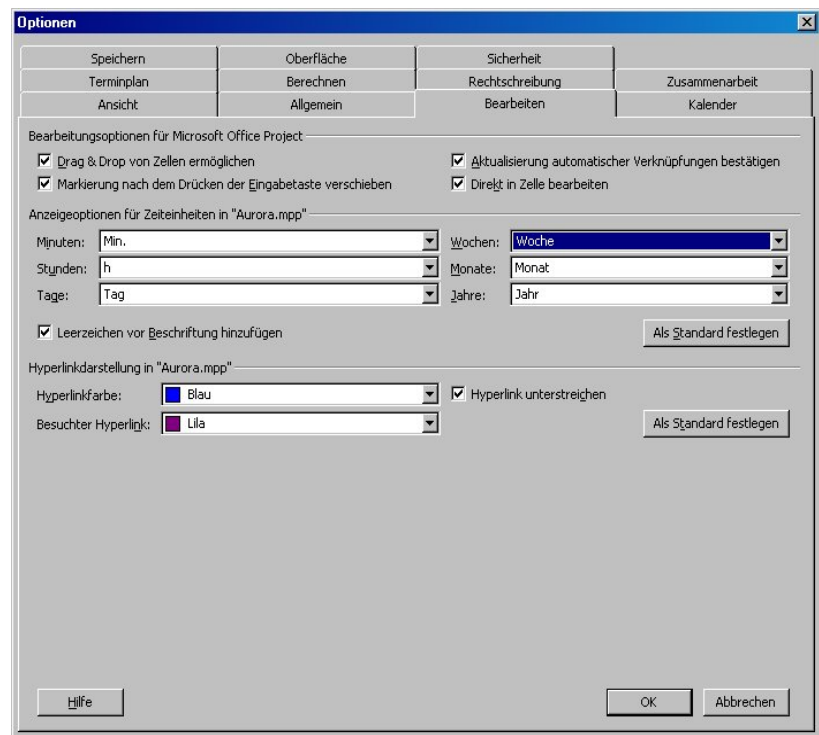 Optionen
Speichern Oberfläche Sicherheit
Terminplan Berechnen Rechtschreibung Zusammenarbeit
Ansicht Allgemein Bearbeiten Kalender
Bearbeitungsoptionen für Microsoft Office Project
Drag & Drop von Zellen ermöglichen Aktualisierung automatischer Verknüpfungen bestätigen
Markierung nach dem Drücken der Eingabetaste verschieben Direkt in Zelle bearbeiten
Anzeigeoptionen für Zeiteinheiten in "Aurora.mpp"
Minuten: Min. Wochen: Woche
Stunden: h Monate: Monat
Tage: Tag Jahre: Jahr
Leerzeichen vor Beschriftung hinzufügen Als Standard festlegen
Hyperlinkdarstellung in "Aurora.mpp"
Hyperlinkfarbe: Blau Hyperlink unterstreichen
Besuchter Hyperlink: Lila Als Standard festlegen
Hilfe OK Abbrechen